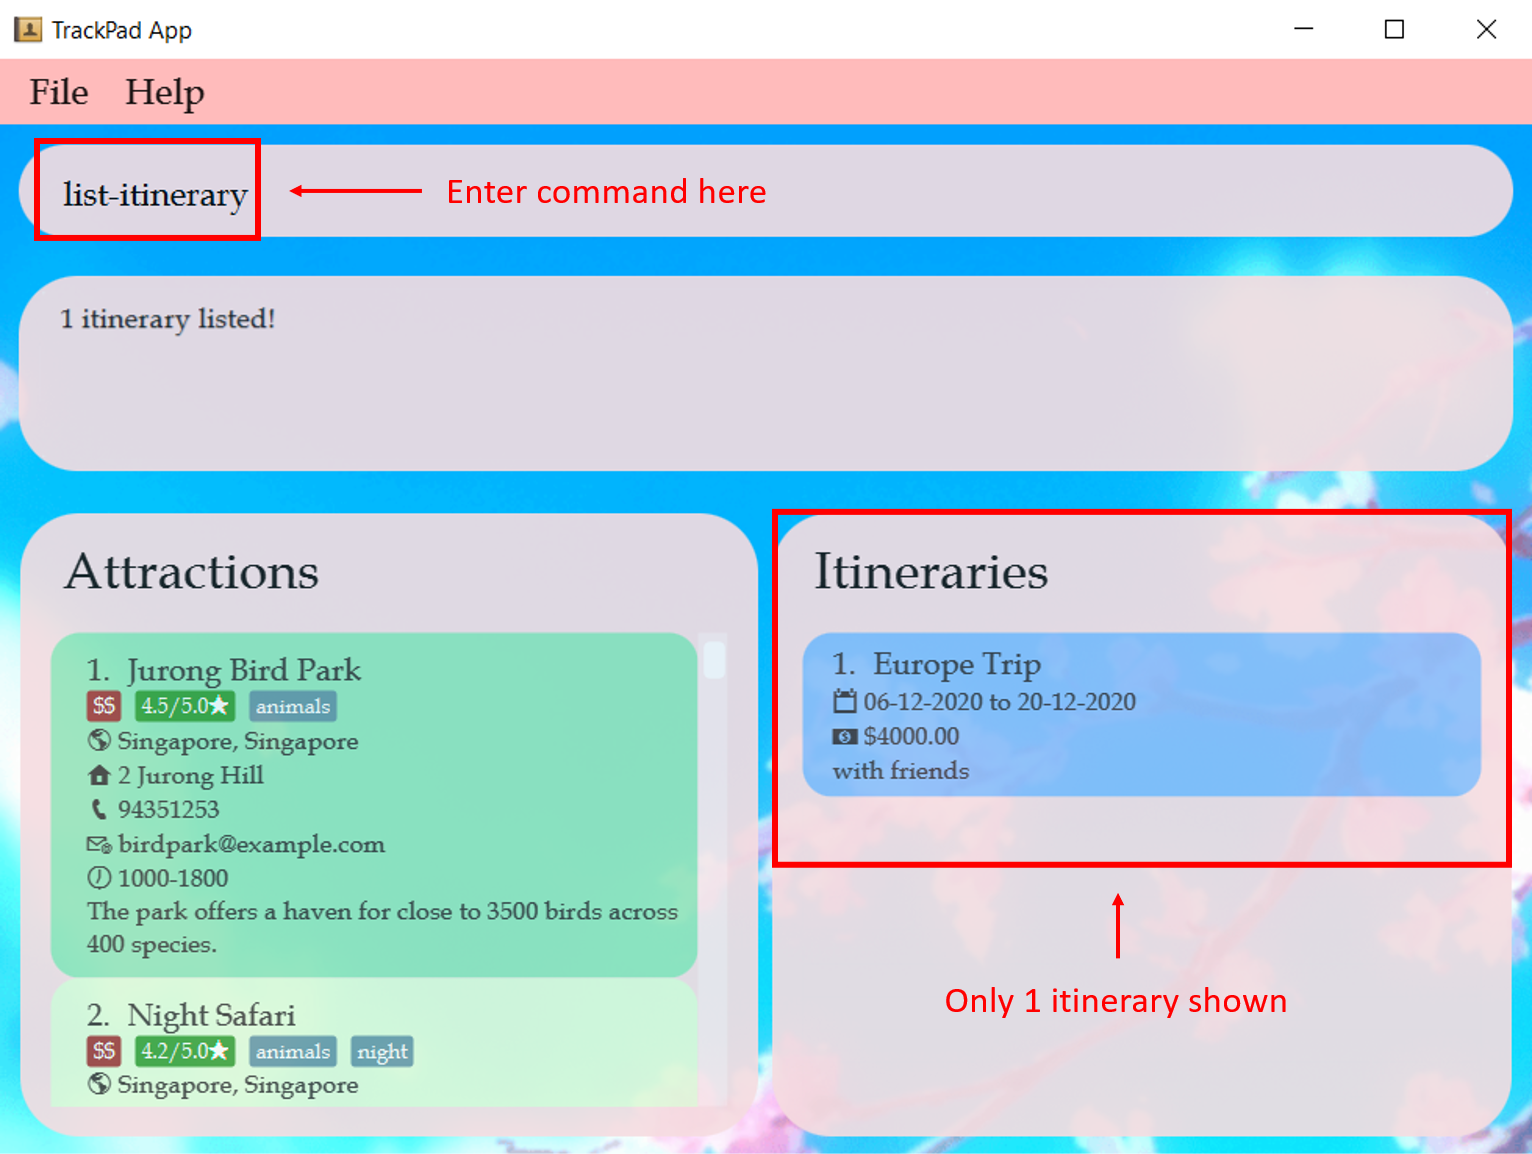 TrackPad App
File Help
list-itinerary
Enter command here
1 itinerary listed!
Attractions
1. Jurong Bird Park
$$ 4.5/5.0★ animals
Singapore, Singapore
2 Jurong Hill
94351253
birdpark@example.com
1000-1800
The park offers a haven for close to 3500 birds across
400 species.
2. Night Safari
$$ 4.2/5.0★ animals night
Singapore, Singapore
Itineraries
1. Europe Trip
06-12-2020 to 20-12-2020
$4000.00
with friends
Only 1 itinerary shown